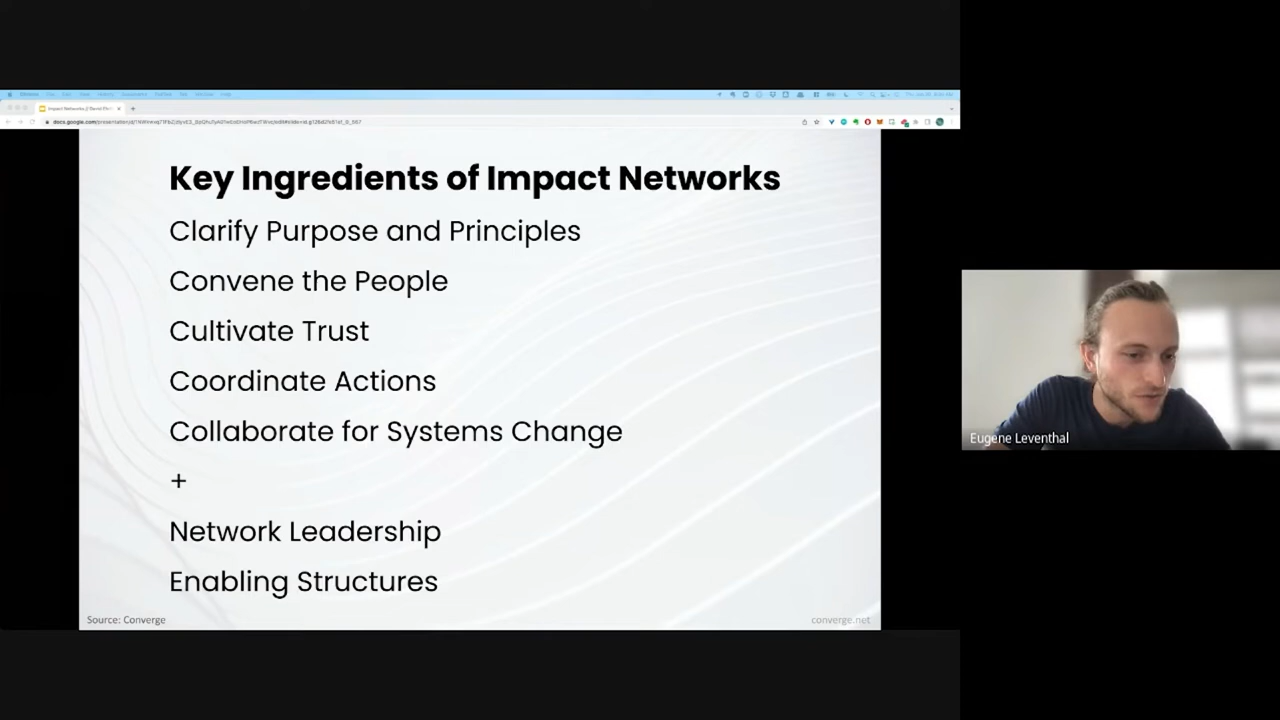 Key Ingredients of Impact Networks
Clarify Purpose and Principles
Convene the People
Cultivate Trust
Coordinate Actions
Collaborate for Systems Change
+
Network Leadership
Enabling Structures
Source: Converge
converge.net
Eugene Leventhal